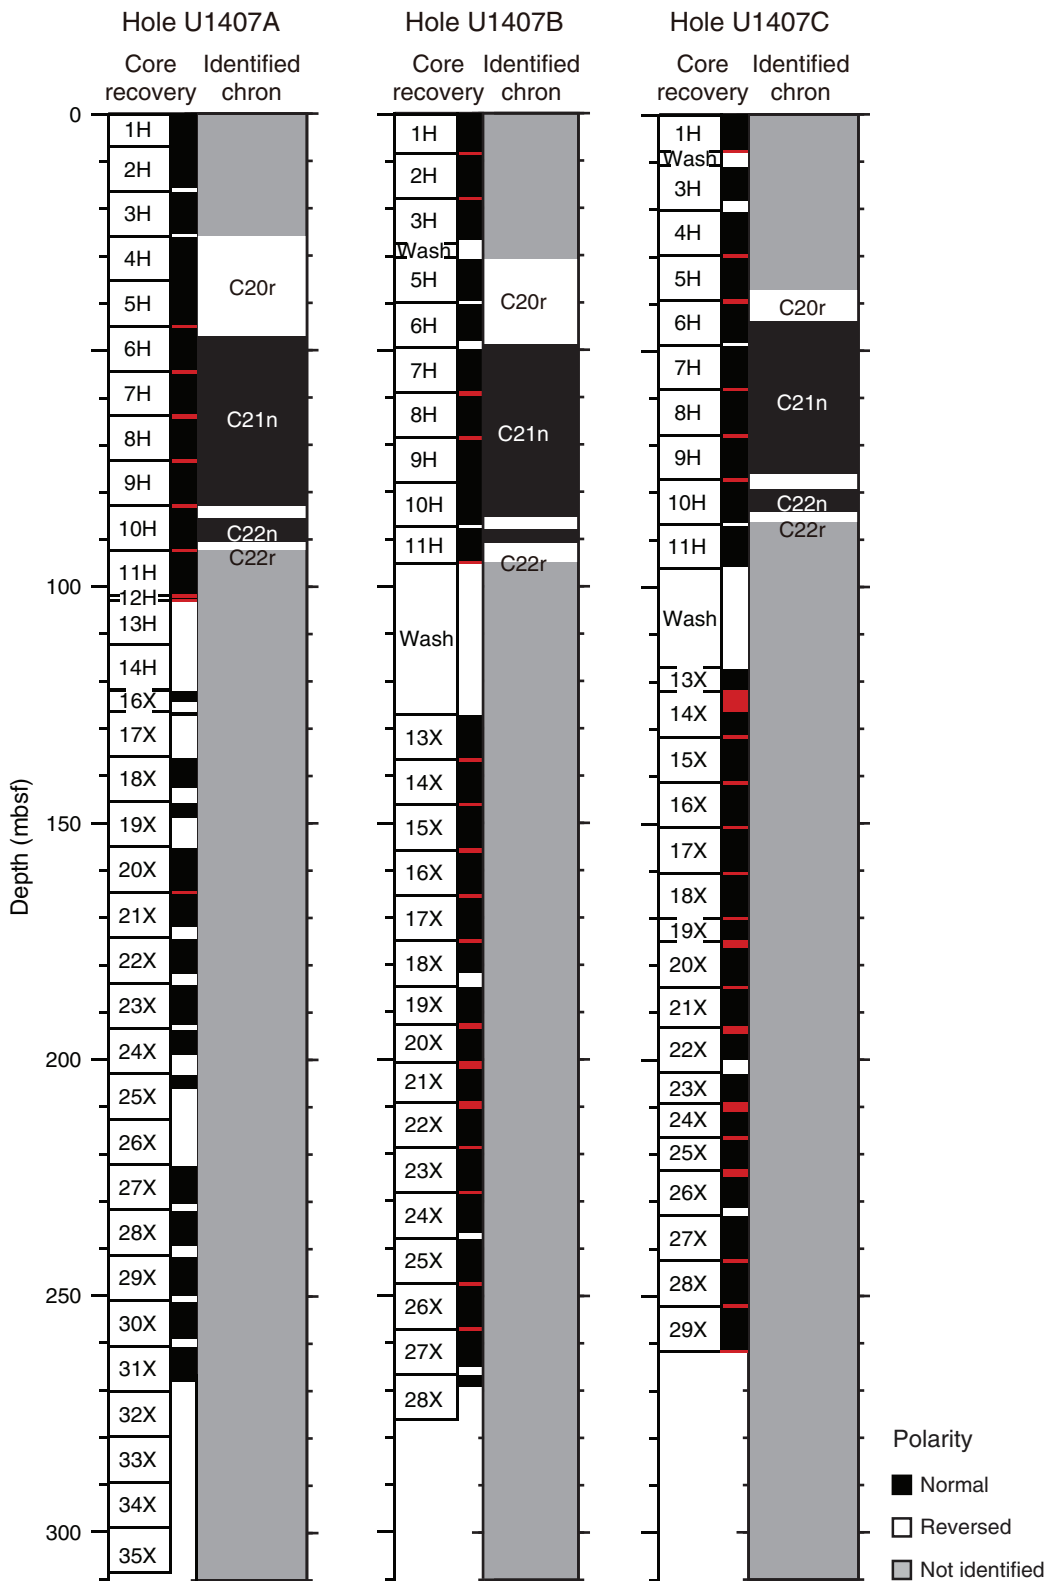 Hole U1407A
Hole U1407B
Hole U1407C
Core recovery
Identified chron
Core recovery
Identified chron
Core recovery
Identified chron
Depth (mbsf)
0
100
150
200
250
300
1H
2H
3H
4H
5H
6H
7H
8H
9H
10H
11H
12H
13H
14H
16X
17X
18X
19X
20X
21X
22X
23X
24X
25X
26X
27X
28X
29X
30X
31X
32X
33X
34X
35X
C20r
C21n
C22n
C22r
1H
2H
3H
Wash
5H
6H
7H
8H
9H
10H
11H
Wash
13X
14X
15X
16X
17X
18X
19X
20X
21X
22X
23X
24X
25X
26X
27X
28X
C20r
C21n
C22r
1H
Wash
3H
4H
5H
6H
7H
8H
9H
10H
11H
Wash
13X
14X
15X
16X
17X
18X
19X
20X
21X
22X
23X
24X
25X
26X
27X
28X
29X
C20r
C21n
C22n
C22r
Polarity
Normal
Reversed
Not identified